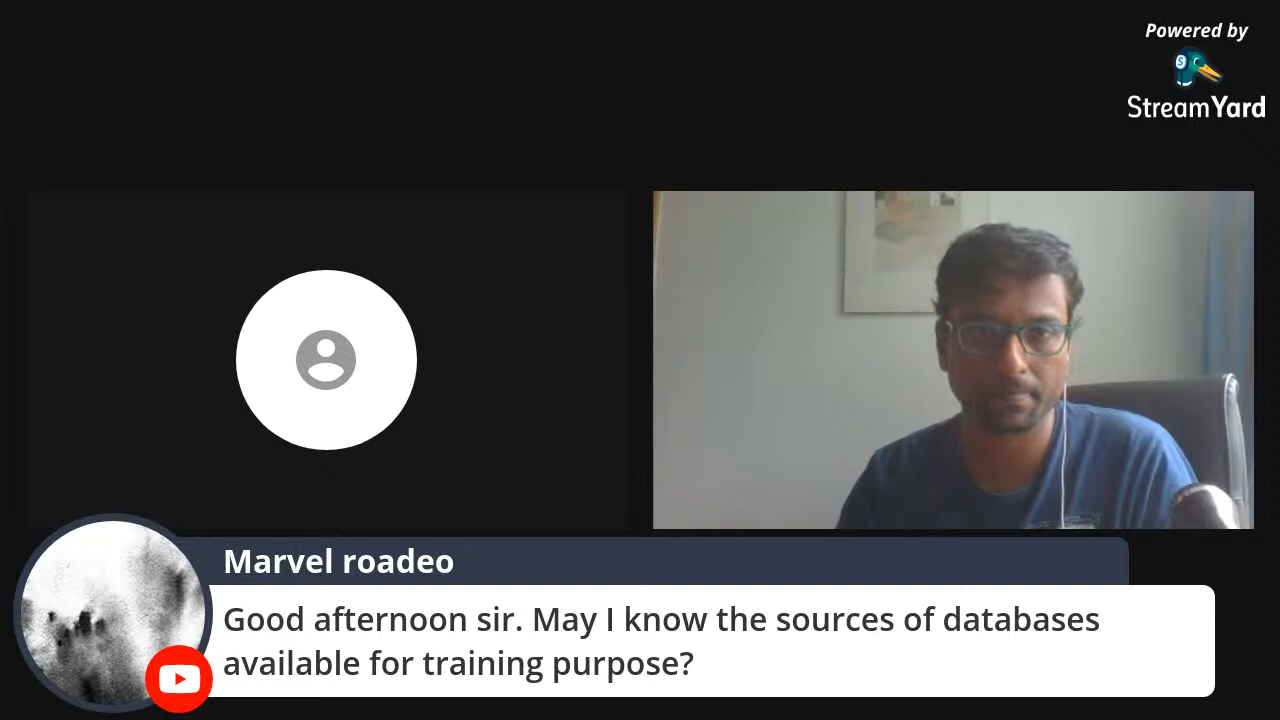 Powered by
StreamYard
Marvel roadeo
Good afternoon sir. May I know the sources of databases
available for training purpose?